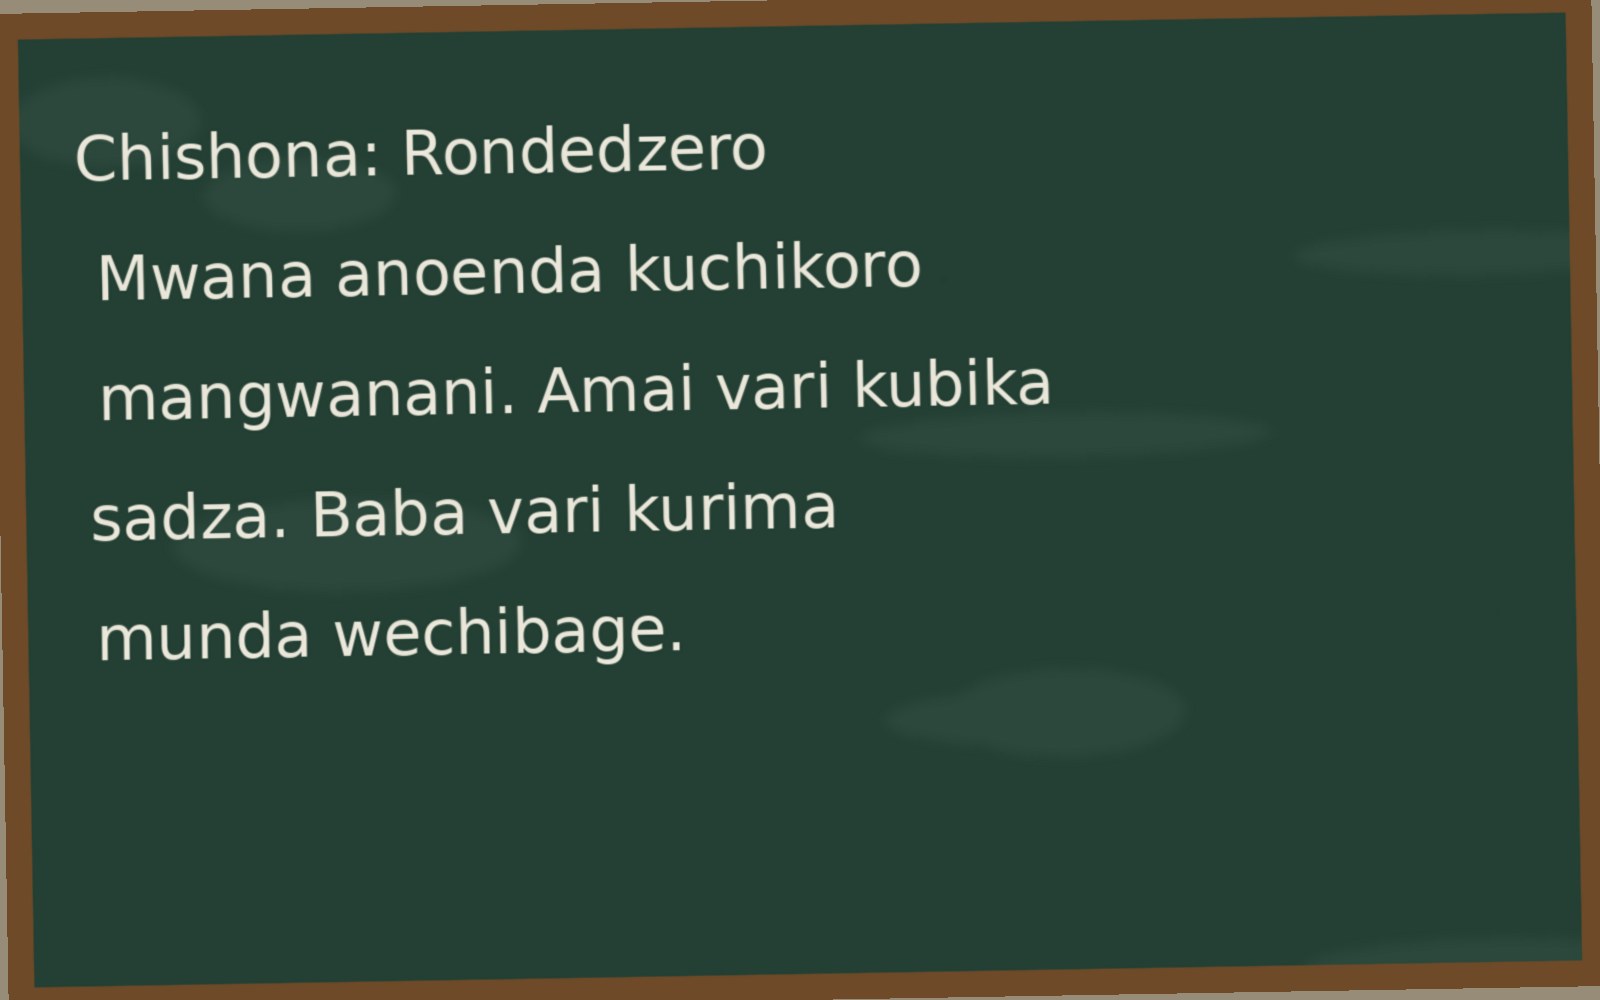 Chishona: Rondedzero
Mwana anoenda kuchikoro
mangwanani. Amai vari kubika
sadza. Baba vari kurima
munda wechibage.